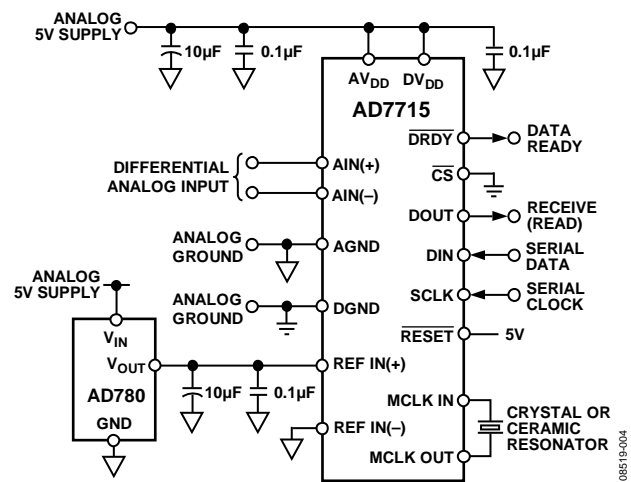 ANALOG
5V SUPPLY
10µF
0.1µF
0.1µF
AVDD
DVDD
AD7715
DRDY
DATA
READY
DIFFERENTIAL
ANALOG INPUT
AIN(+)
AIN(–)
CS
DOUT
RECEIVE
(READ)
ANALOG
GROUND
AGND
DIN
SERIAL
DATA
ANALOG
5V SUPPLY
ANALOG
GROUND
DGND
SCLK
SERIAL
CLOCK
RESET
5V
VIN
VOUT
AD780
GND
10µF
0.1µF
REF IN(+)
REF IN(–)
MCLK IN
MCLK OUT
CRYSTAL OR
CERAMIC
RESONATOR
08519-004